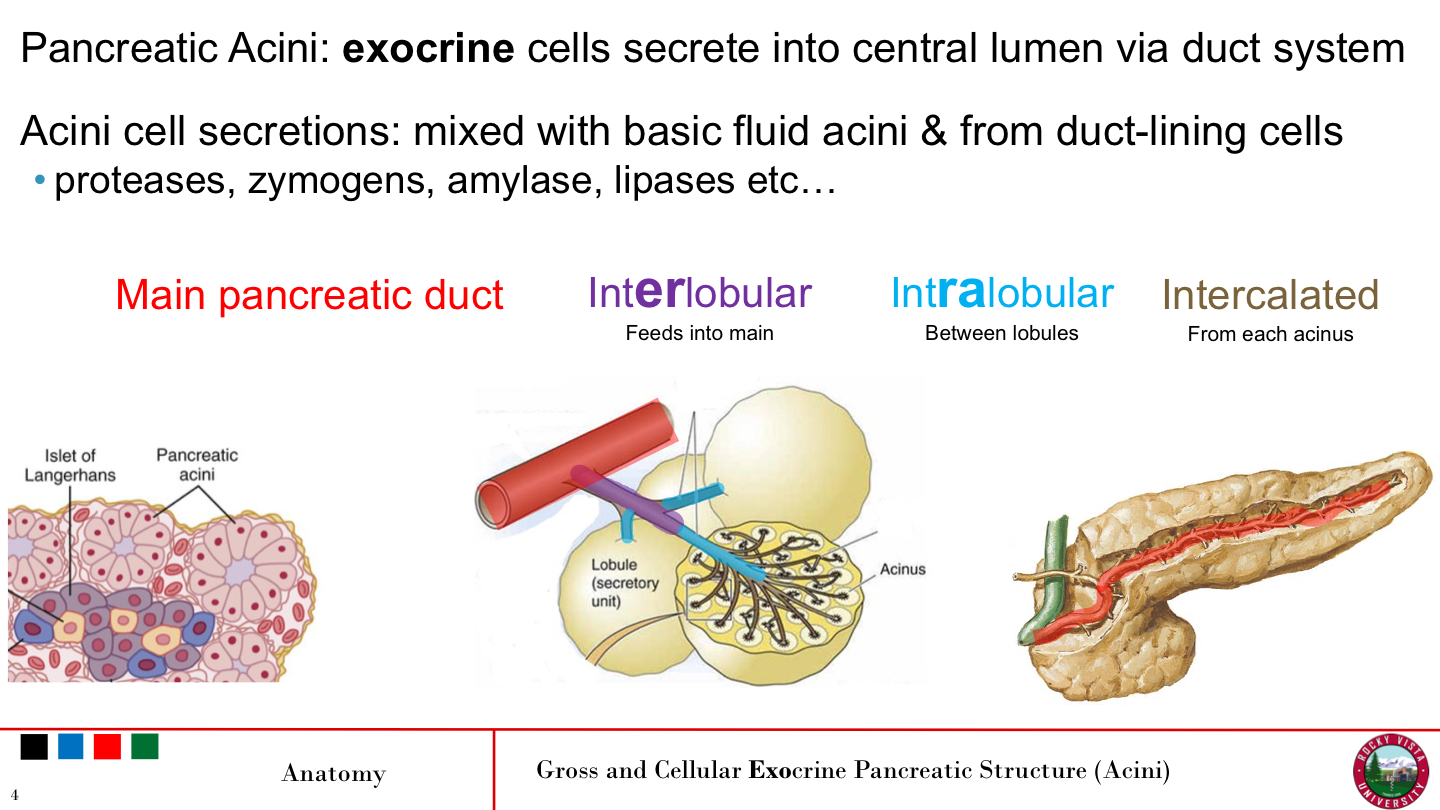 Pancreatic Acini: exocrine cells secrete into central lumen via duct system
Acini cell secretions: mixed with basic fluid acini & from duct-lining cells
• proteases, zymogens, amylase, lipases etc…
Main pancreatic duct
Interlobular
Feeds into main
Intralobular
Between lobules
Intercalated
From each acinus
Islet of
Langerhans
Pancreatic
acini
Lobule
(secretory
unit)
Acinus
Anatomy
Gross and Cellular Exocrine Pancreatic Structure (Acini)
4
ROCKY VISTA
UNIVERSITY